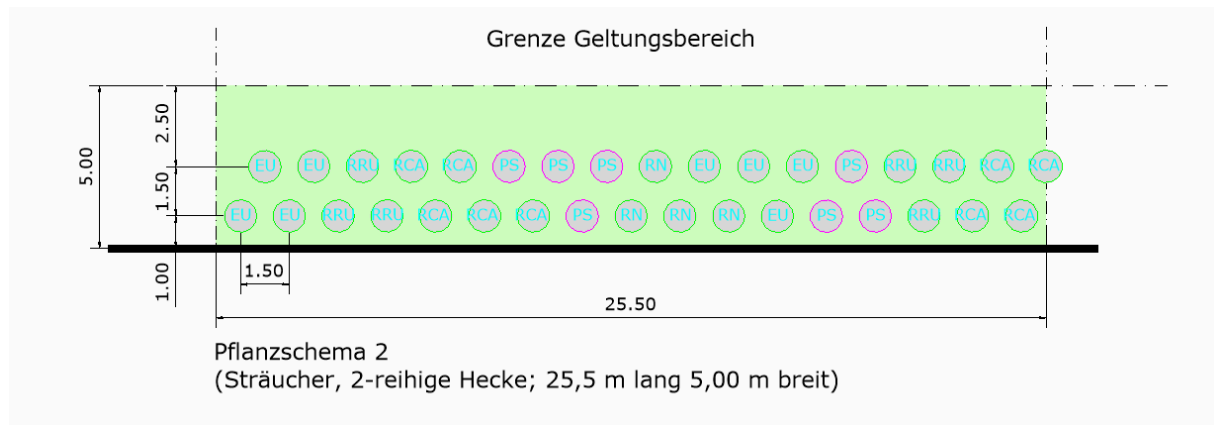 Grenze Geltungsbereich
2.50
5.00
EU EU RRU RCA RCA PS PS PS RN EU EU EU PS RRU RRU RCA RCA
1.50
EU EU RRU RRU RCA RCA RCA PS RN RN RN EU PS PS RRU RCA RCA
1.00
1.50
25.50
Pflanzschema 2
(Sträucher, 2-reihige Hecke; 25,5 m lang 5,00 m breit)